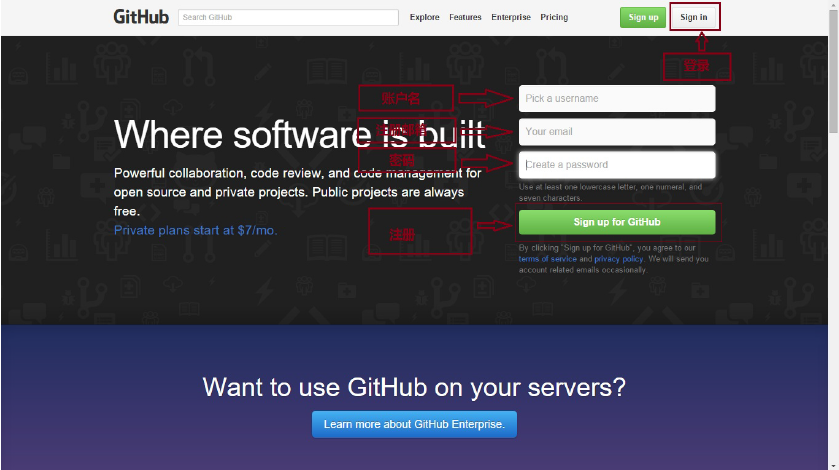 GitHub
Search GitHub
Explore Features Enterprise Pricing
Sign up
Sign in
登录
账户名
Pick a username
Where software is built
Your email
密码
Create a password
Powerful collaboration, code review, and code management for
open source and private projects. Public projects are always
free.
Private plans start at $7/mo.
Use at least one lowercase letter, one numeral, and
seven characters.
注册
Sign up for GitHub
By clicking "Sign up for GitHub", you agree to our
terms of service and privacy policy. We will send you
account related emails occasionally.
Want to use GitHub on your servers?
Learn more about GitHub Enterprise.